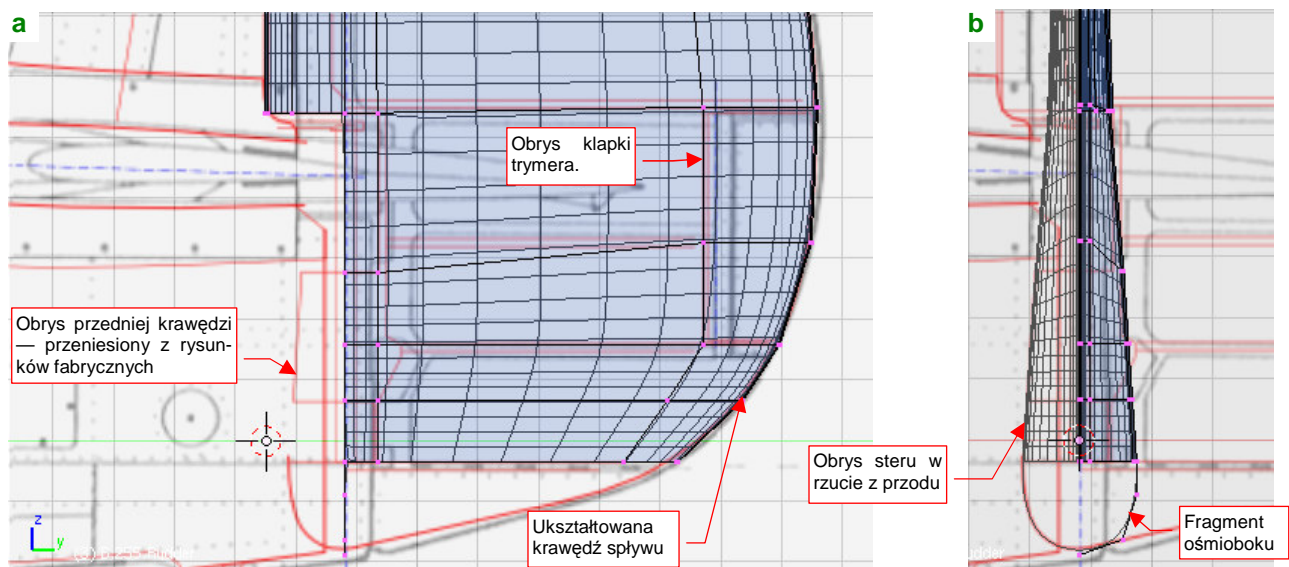 a
b
Obrys klapki
trymera.
Obrys przedniej krawędzi
— przeniesiony z rysun-
ków fabrycznych
Obrys steru w
rzucie z przodu
Ukształtowana
krawędź spływu
Fragment
ośmioboku
z
y